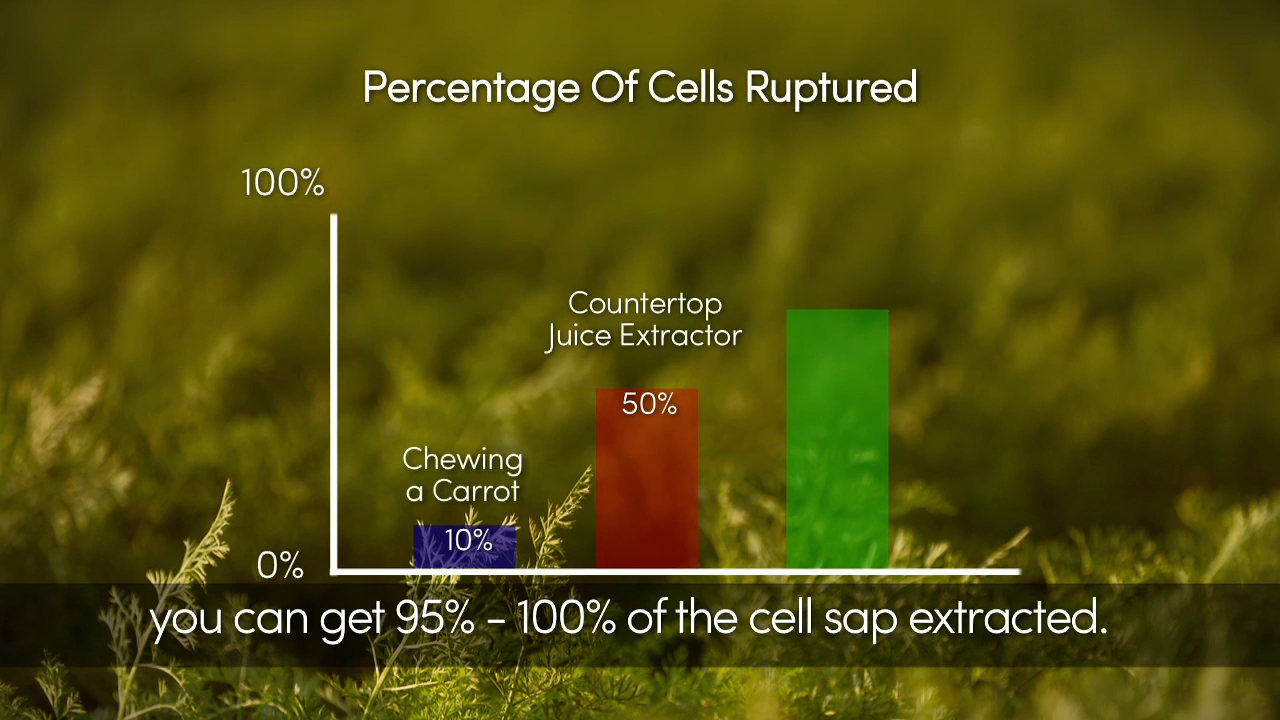 Percentage Of Cells Ruptured
100%
Countertop
Juice Extractor
50%
Chewing
a Carrot
10%
0%
you can get 95% – 100% of the cell sap extracted.